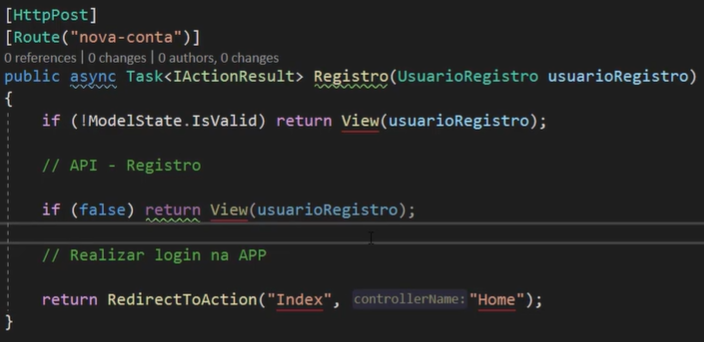 [HttpPost]
[Route("nova-conta")]
0 references | 0 changes | 0 authors, 0 changes
public async Task<IActionResult> Registro(UsuarioRegistro usuarioRegistro)
{
if (!ModelState.IsValid) return View(usuarioRegistro);
// API - Registro
if (false) return View(usuarioRegistro);
// Realizar login na APP
return RedirectToAction("Index", controllerName: "Home");
}